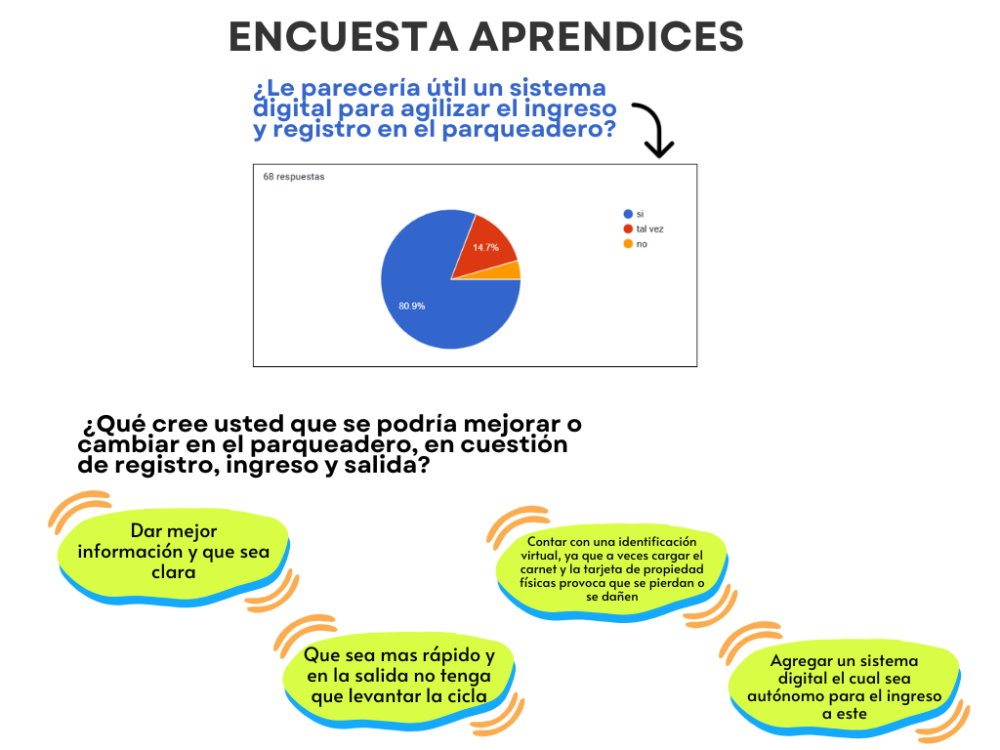 ENCUESTA APRENDICES
¿Le parecería útil un sistema
digital para agilizar el ingreso
y registro en el parqueadero?
68 respuestas
si
tal vez
no
14.7%
80.9%
¿Qué cree usted que se podría mejorar o
cambiar en el parqueadero, en cuestión
de registro, ingreso y salida?
Dar mejor
información y que sea
clara
Contar con una identificación
virtual, ya que a veces cargar el
carnet y la tarjeta de propiedad
físicas provoca que se pierdan o
se dañen
Que sea mas rápido y
en la salida no tenga
que levantar la cicla
Agregar un sistema
digital el cual sea
autónomo para el ingreso
a este